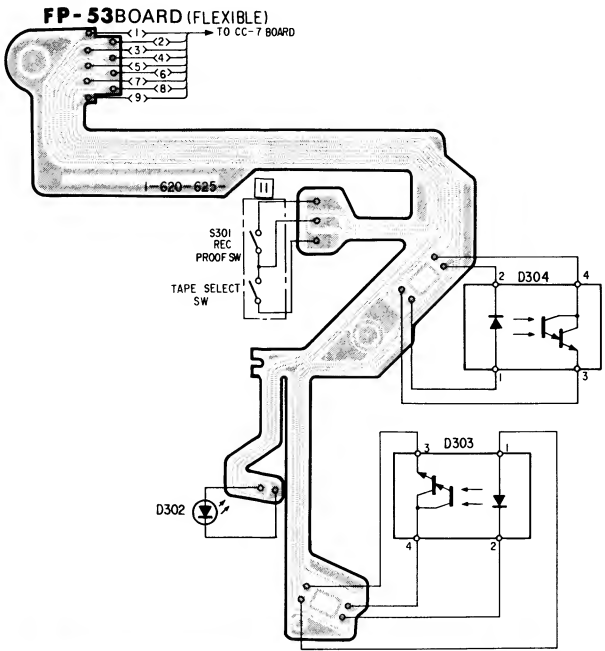 FP-53BOARD (FLEXIBLE)
<1> TO CC-7 BOARD
<2>
<3>
<4>
<5>
<6>
<7>
<8>
<9>
1-620-625-
11
S301
REC
PROOF SW
TAPE SELECT
SW
2 D304 4
1 3
3 D303 1
D302
4 2